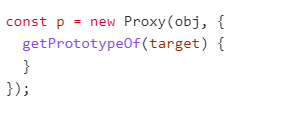 const p = new Proxy(obj, {
  getPrototypeOf(target) {
  }
});